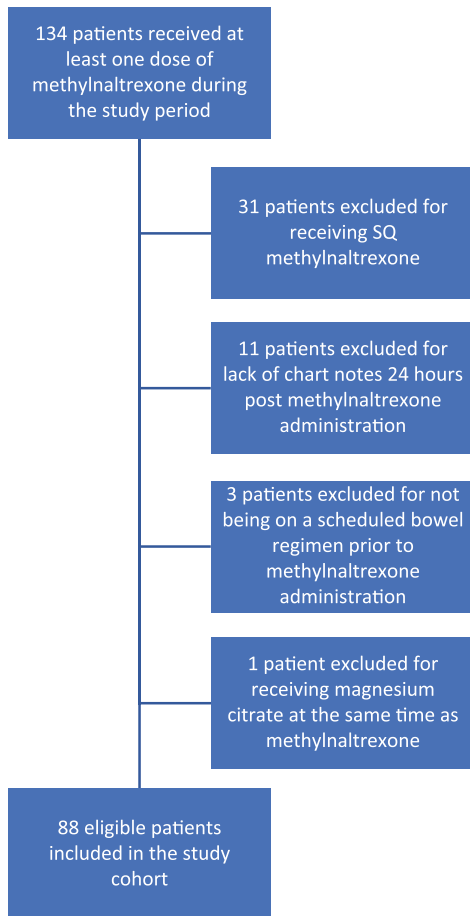 134 patients received at
least one dose of
methylnaltrexone during
the study period
31 patients excluded for
receiving SQ
methylnaltrexone
11 patients excluded for
lack of chart notes 24 hours
post methylnaltrexone
administration
3 patients excluded for not
being on a scheduled bowel
regimen prior to
methylnaltrexone
administration
1 patient excluded for
receiving magnesium
citrate at the same time as
methylnaltrexone
88 eligible patients
included in the study
cohort